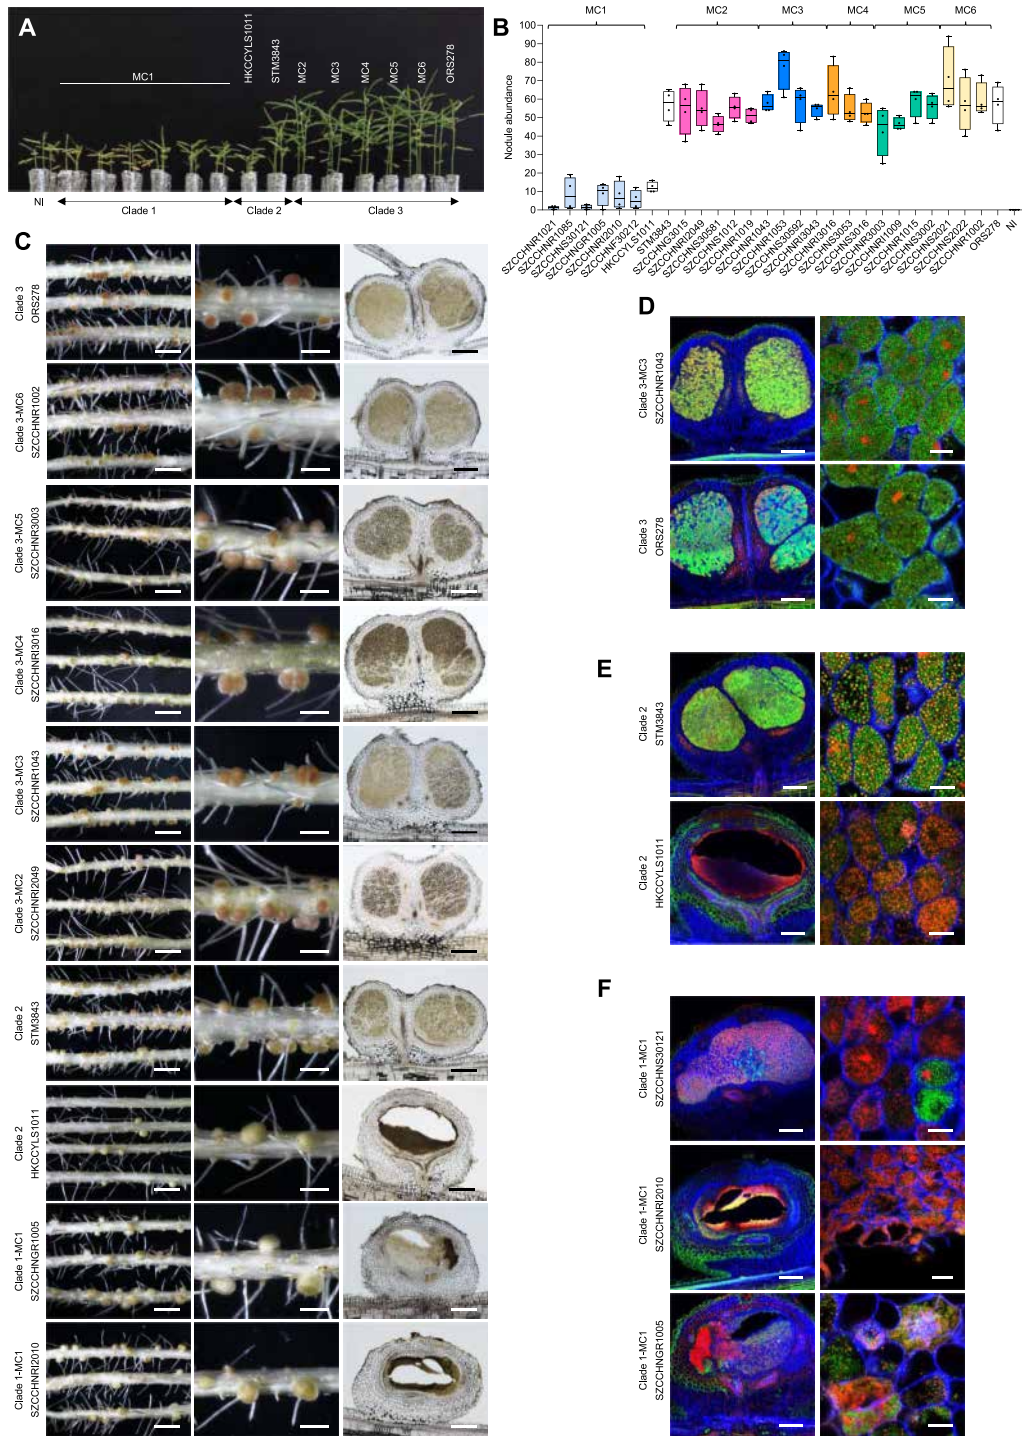 A
HKCCYLS1011
STM3843
MC1
MC2
MC3
MC4
MC5
MC6
ORS278
NI
Clade 1
Clade 2
Clade 3
B
MC1
MC2
MC3
MC4
MC5
MC6
Nodule abundance
100
90
80
70
60
50
40
30
20
10
0
SZCCHNR1021
SZCCHNR1085
SZCCHNS30121
SZCCHNGR1005
SZCCHNRI2010
SZCCHNF30212
HKCCYLS1011
STM3843
SZCCHNG3015
SZCCHNRI2049
SZCCHNS3581
SZCCHNS1012
SZCCHNR1019
SZCCHNR1043
SZCCHNR1053
SZCCHNS30592
SZCCHNRI3043
SZCCHNRI3016
SZCCHNS3053
SZCCHNS3016
SZCCHNR3003
SZCCHNRI1009
SZCCHNR1015
SZCCHNS3002
SZCCHNS2021
SZCCHNS2022
SZCCHNR1002
ORS278
NI
C
Clade 3
ORS278
Clade 3-MC6
SZCCHNR1002
Clade 3-MC5
SZCCHNR3003
Clade 3-MC4
SZCCHNRI3016
Clade 3-MC3
SZCCHNR1043
Clade 3-MC2
SZCCHNRI2049
Clade 2
STM3843
Clade 2
HKCCYLS1011
Clade 1-MC1
SZCCHNGR1005
Clade 1-MC1
SZCCHNRI2010
D
Clade 3-MC3
SZCCHNR1043
Clade 3
ORS278
E
Clade 2
STM3843
Clade 2
HKCCYLS1011
F
Clade 1-MC1
SZCCHNS30121
Clade 1-MC1
SZCCHNRI2010
Clade 1-MC1
SZCCHNGR1005